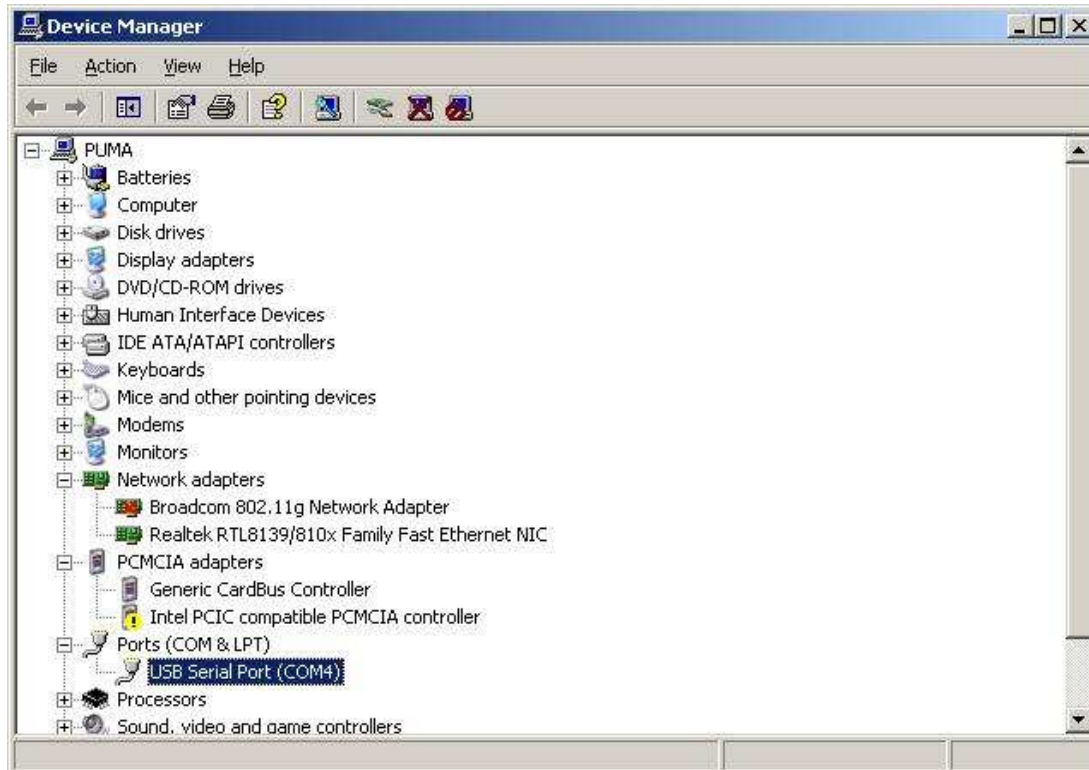 Device Manager
File Action View Help
PUMA
Batteries
Computer
Disk drives
Display adapters
DVD/CD-ROM drives
Human Interface Devices
IDE ATA/ATAPI controllers
Keyboards
Mice and other pointing devices
Modems
Monitors
Network adapters
Broadcom 802.11g Network Adapter
Realtek RTL8139/810x Family Fast Ethernet NIC
PCMCIA adapters
Generic CardBus Controller
Intel PCIC compatible PCMCIA controller
Ports (COM & LPT)
USB Serial Port (COM4)
Processors
Sound, video and game controllers